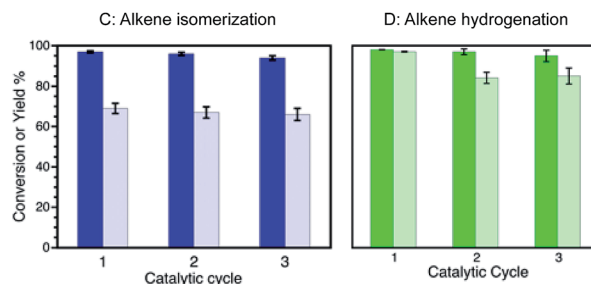 C: Alkene isomerization
D: Alkene hydrogenation
Conversion or Yield %
100
80
60
40
20
0
1 2 3
Catalytic cycle
1 2 3
Catalytic Cycle